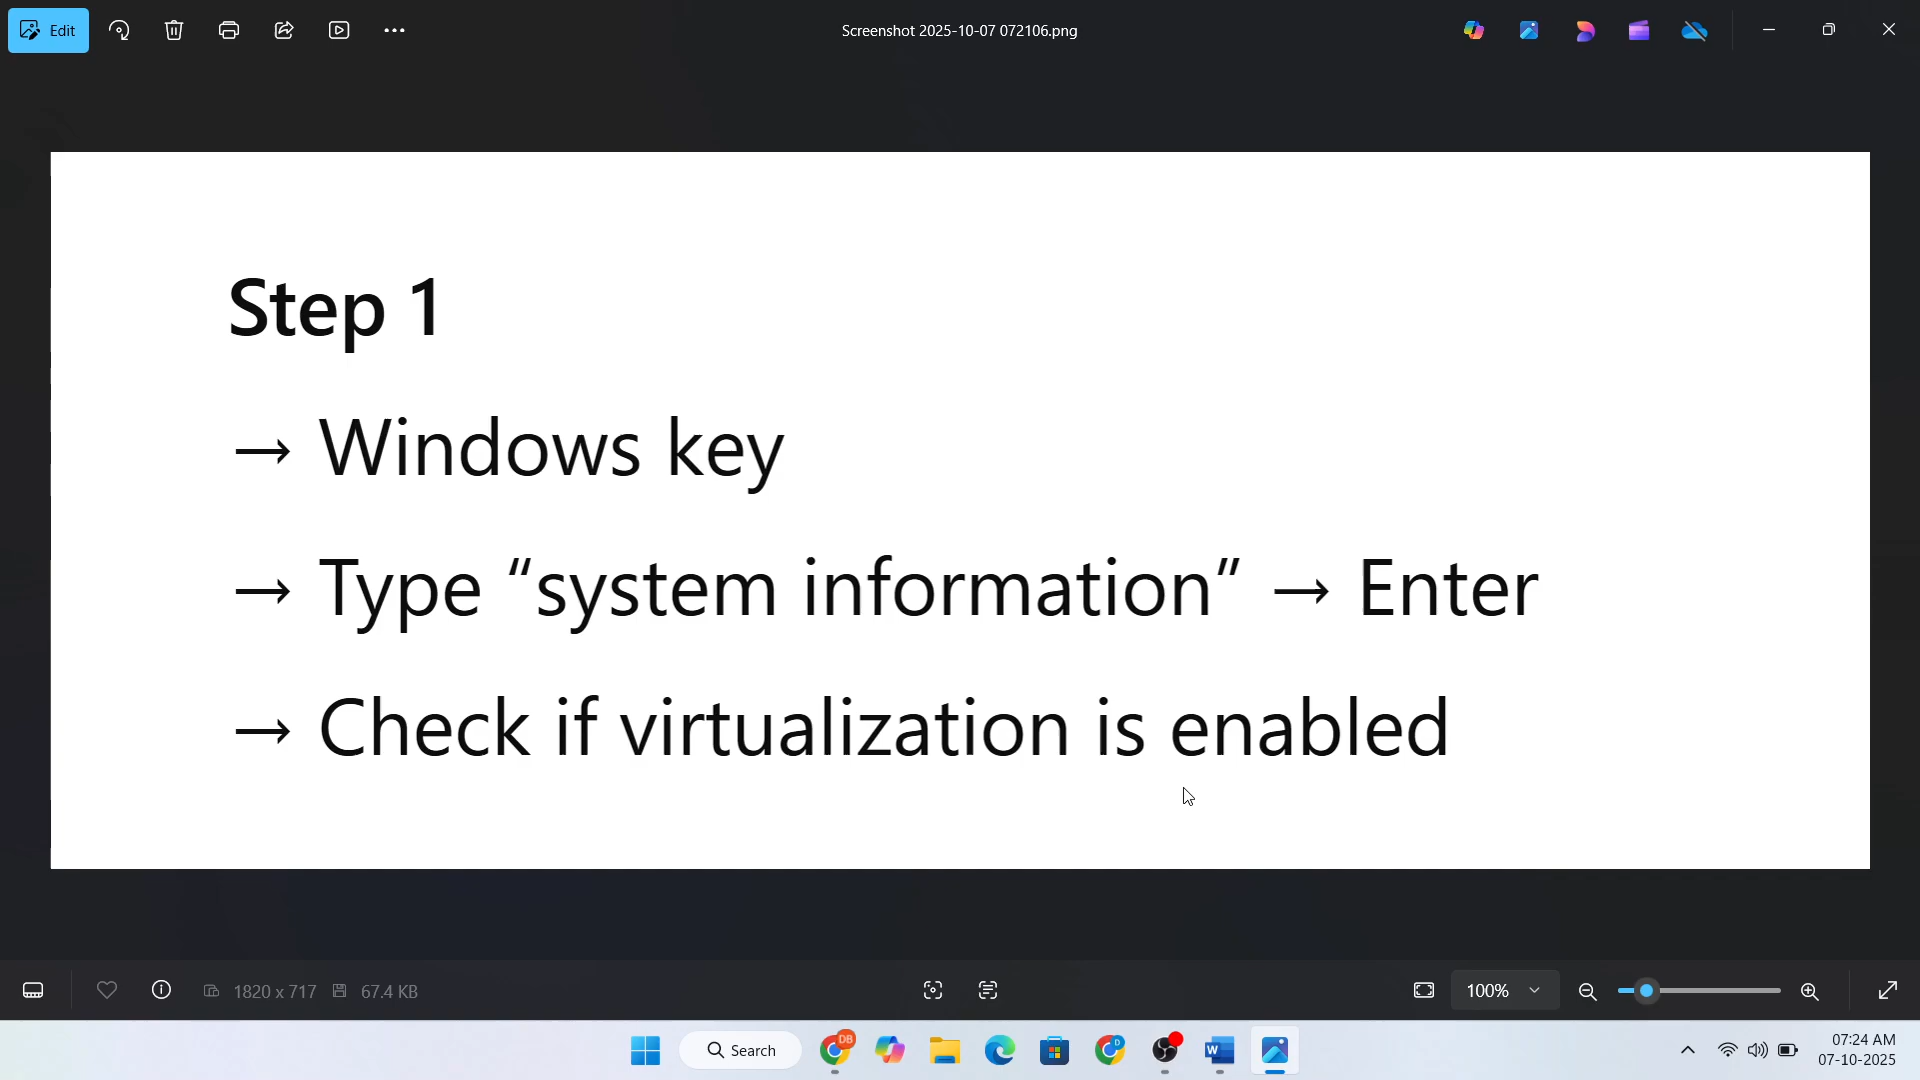 Edit
Screenshot 2025-10-07 072106.png
Step 1
→ Windows key
→ Type “system information” → Enter
→ Check if virtualization is enabled
1820 x 717
67.4 KB
100%
Search
DB
D
W
07:24 AM
07-10-2025